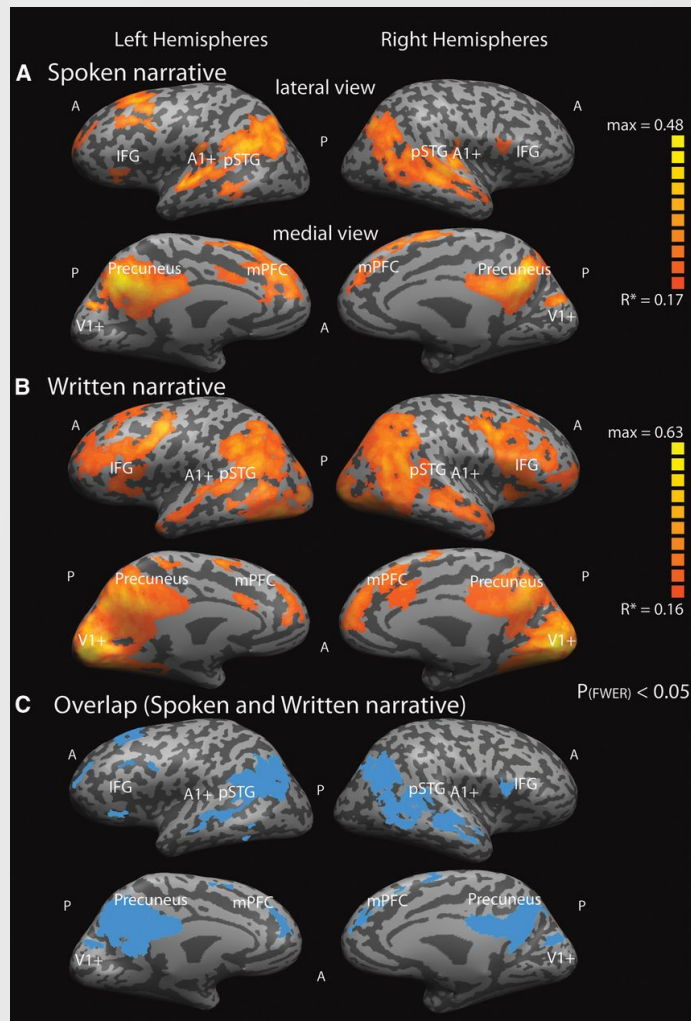 Left Hemispheres Right Hemispheres
A Spoken narrative
lateral view
A A
max = 0.48
IFG A1+ pSTG P pSTG A1+ IFG
medial view
P Precuneus mPFC mPFC Precuneus P
R* = 0.17
V1+ A V1+
B Written narrative
A A
max = 0.63
IFG A1+ pSTG P pSTG A1+ IFG
P Precuneus mPFC mPFC Precuneus P
R* = 0.16
V1+ A V1+
P(FWER) < 0.05
C Overlap (Spoken and Written narrative)
A A
IFG A1+ pSTG P pSTG A1+ IFG
P Precuneus mPFC mPFC Precuneus P
V1+ A V1+